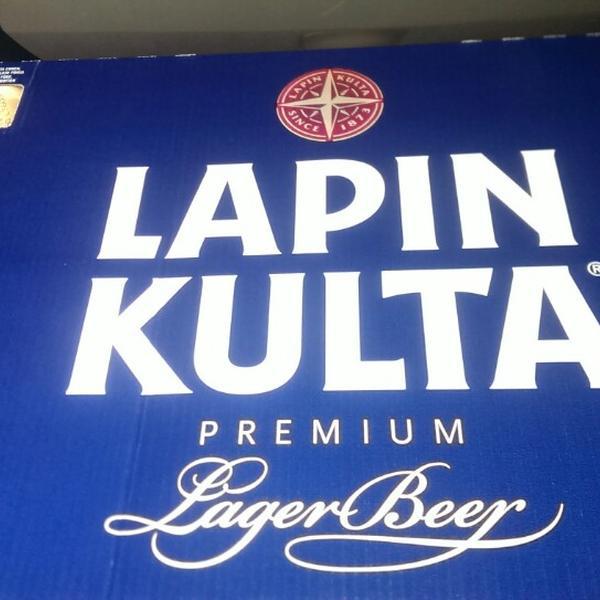 LAPIN KULTA
SINCE 1873
LAPIN
KULTA®
PREMIUM
Lager Beer